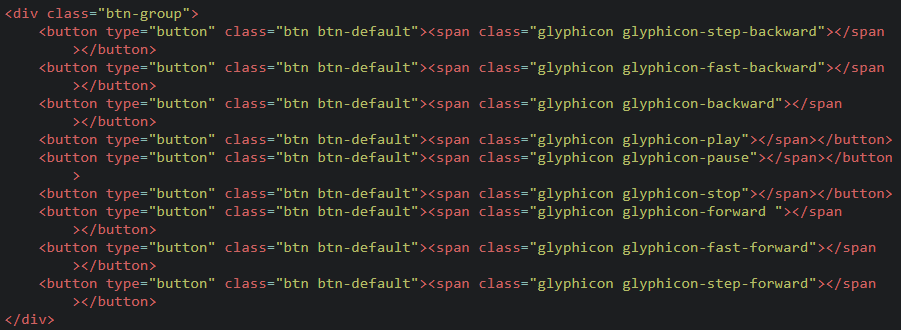 <div class="btn-group">
<button type="button" class="btn btn-default"><span class="glyphicon glyphicon-step-backward"></span
></button>
<button type="button" class="btn btn-default"><span class="glyphicon glyphicon-fast-backward"></span
></button>
<button type="button" class="btn btn-default"><span class="glyphicon glyphicon-backward"></span
></button>
<button type="button" class="btn btn-default"><span class="glyphicon glyphicon-play"></span></button>
<button type="button" class="btn btn-default"><span class="glyphicon glyphicon-pause"></span></button
>
<button type="button" class="btn btn-default"><span class="glyphicon glyphicon-stop"></span></button>
<button type="button" class="btn btn-default"><span class="glyphicon glyphicon-forward "></span
></button>
<button type="button" class="btn btn-default"><span class="glyphicon glyphicon-fast-forward"></span
></button>
<button type="button" class="btn btn-default"><span class="glyphicon glyphicon-step-forward"></span
></button>
</div>